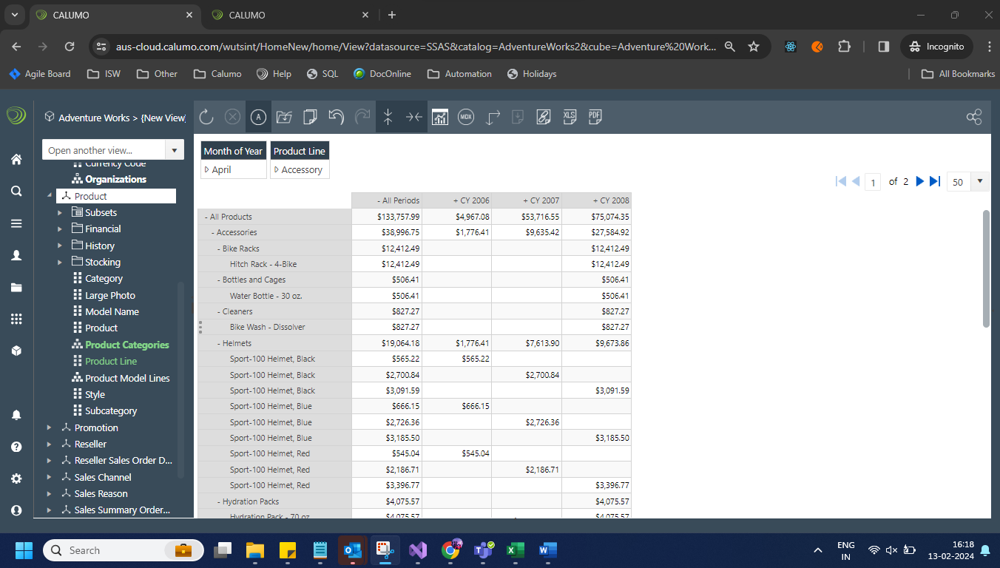 CALUMO
CALUMO
aus-cloud.calumo.com/wutsint/HomeNew/home/View?datasource=SSAS&catalog=AdventureWorks2&cube=Adventure%20Work...
Incognito
Agile Board
ISW
Other
Calumo
Help
SQL
DocOnline
Automation
Holidays
All Bookmarks
Adventure Works > {New View}
A
MDX
XLS
PDF
Open another view...
Currency Code
Organizations
Product
Subsets
Financial
History
Stocking
Category
Large Photo
Model Name
Product
Product Categories
Product Line
Product Model Lines
Style
Subcategory
Promotion
Reseller
Reseller Sales Order D...
Sales Channel
Sales Reason
Sales Summary Order...
Month of Year Product Line
April Accessory
1 of 2 50
- All Periods + CY 2006 + CY 2007 + CY 2008
- All Products $133,757.99 $4,967.08 $53,716.55 $75,074.35
- Accessories $38,996.75 $1,776.41 $9,635.42 $27,584.92
- Bike Racks $12,412.49 $12,412.49
Hitch Rack - 4-Bike $12,412.49 $12,412.49
- Bottles and Cages $506.41 $506.41
Water Bottle - 30 oz. $506.41 $506.41
- Cleaners $827.27 $827.27
Bike Wash - Dissolver $827.27 $827.27
- Helmets $19,064.18 $1,776.41 $7,613.90 $9,673.86
Sport-100 Helmet, Black $565.22 $565.22
Sport-100 Helmet, Black $2,700.84 $2,700.84
Sport-100 Helmet, Black $3,091.59 $3,091.59
Sport-100 Helmet, Blue $666.15 $666.15
Sport-100 Helmet, Blue $2,726.36 $2,726.36
Sport-100 Helmet, Blue $3,185.50 $3,185.50
Sport-100 Helmet, Red $545.04 $545.04
Sport-100 Helmet, Red $2,186.71 $2,186.71
Sport-100 Helmet, Red $3,396.77 $3,396.77
- Hydration Packs $4,075.57 $4,075.57
Hydration Pack - 70 oz. $4,075.57 $4,075.57
Search
ENG
IN
16:18
13-02-2024